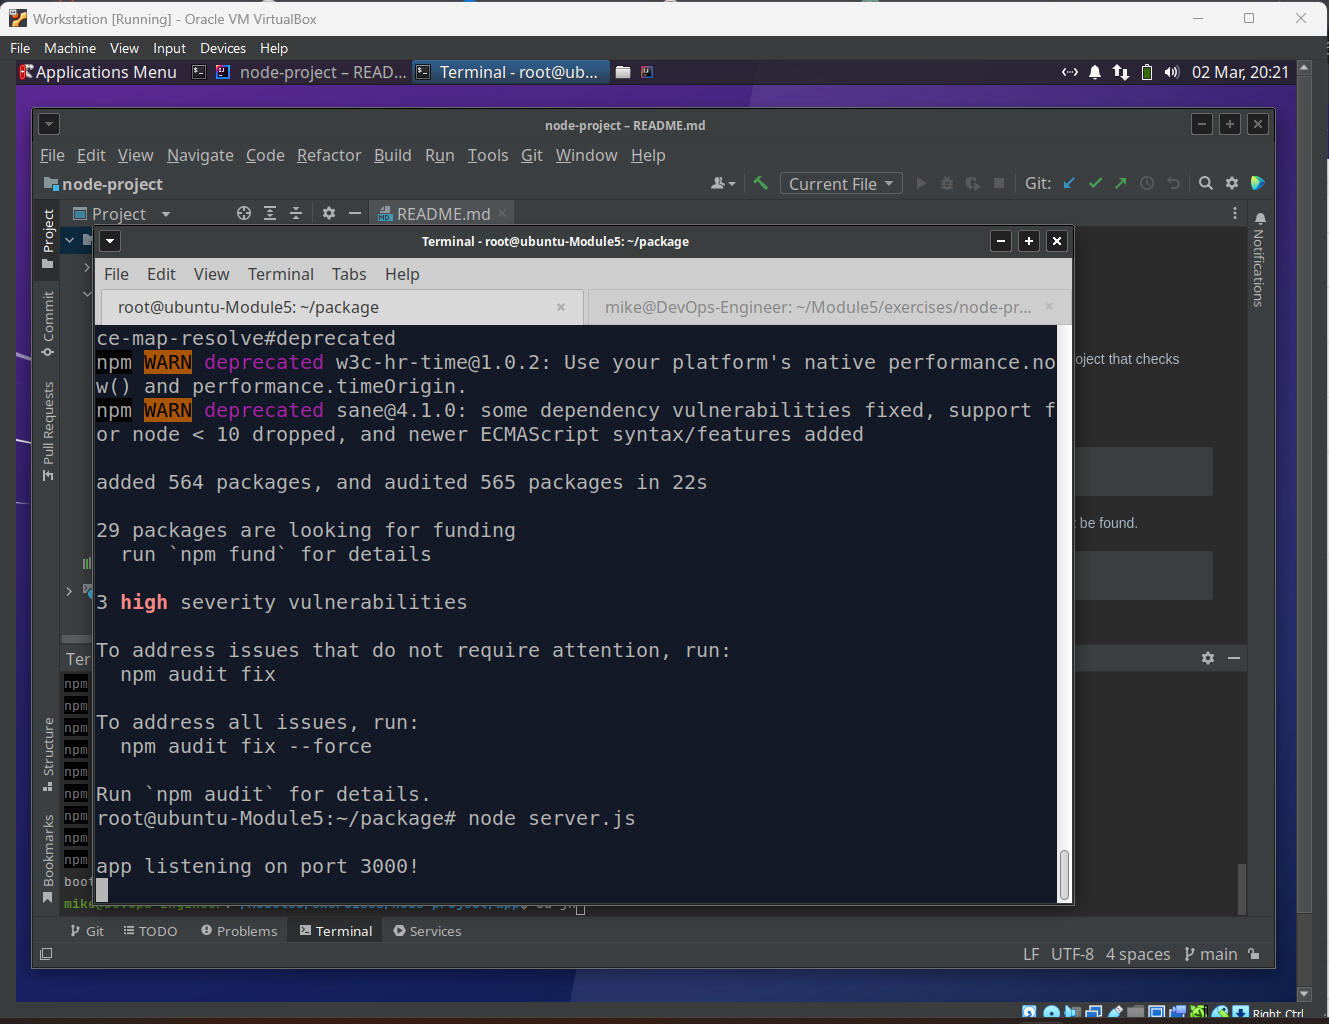 Workstation [Running] - Oracle VM VirtualBox
File Machine View Input Devices Help
Applications Menu node-project – READ... Terminal - root@ub... 02 Mar, 20:21
node-project – README.md
File Edit View Navigate Code Refactor Build Run Tools Git Window Help
node-project Current File Git:
Project README.md
Project
Commit
Pull Requests
Structure
Bookmarks
Notifications
Terminal - root@ubuntu-Module5: ~/package
File Edit View Terminal Tabs Help
root@ubuntu-Module5: ~/package mike@DevOps-Engineer: ~/Module5/exercises/node-pr...
ce-map-resolve#deprecated
npm WARN deprecated w3c-hr-time@1.0.2: Use your platform's native performance.no
w() and performance.timeOrigin.
npm WARN deprecated sane@4.1.0: some dependency vulnerabilities fixed, support f
or node < 10 dropped, and newer ECMAScript syntax/features added
added 564 packages, and audited 565 packages in 22s
29 packages are looking for funding
run `npm fund` for details
3 high severity vulnerabilities
To address issues that do not require attention, run:
npm audit fix
To address all issues, run:
npm audit fix --force
Run `npm audit` for details.
root@ubuntu-Module5:~/package# node server.js
app listening on port 3000!
oject that checks
be found.
Ter
npm
npm
npm
npm
npm
npm
npm
npm
npm
boot
Git TODO Problems Terminal Services
LF UTF-8 4 spaces main
Right Ctrl